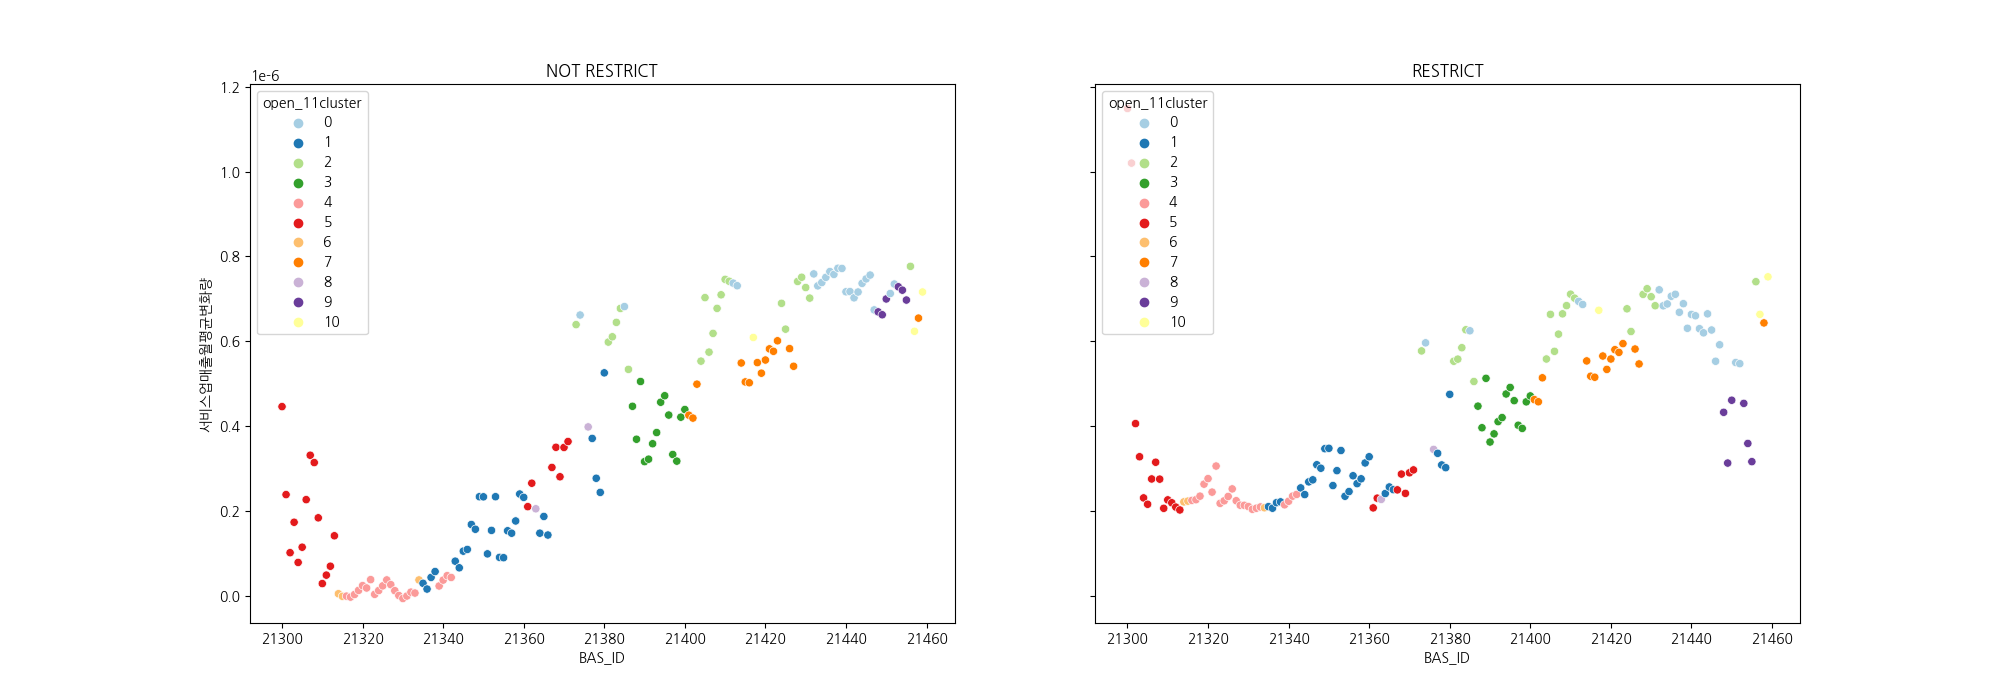 NOT RESTRICT
1e-6
1.2
1.0
0.8
0.6
0.4
0.2
0.0
서비스업매출월평균변화량
open_11cluster
0
1
2
3
4
5
6
7
8
9
10
21300 21320 21340 21360 21380 21400 21420 21440 21460
BAS_ID
RESTRICT
open_11cluster
0
1
2
3
4
5
6
7
8
9
10
21300 21320 21340 21360 21380 21400 21420 21440 21460
BAS_ID